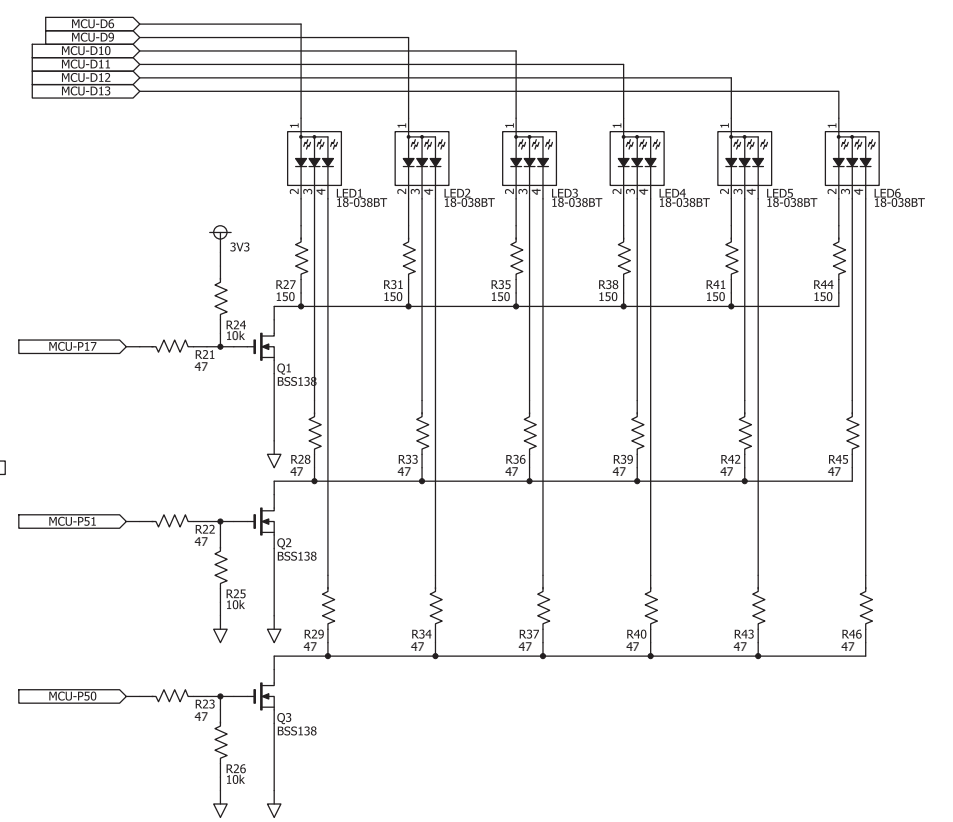 MCU-D6
MCU-D9
MCU-D10
MCU-D11
MCU-D12
MCU-D13
1 1 1 1 1 1
2 3 4 2 3 4 2 3 4 2 3 4 2 3 4 2 3 4
LED1 LED2 LED3 LED4 LED5 LED6
18-038BT 18-038BT 18-038BT 18-038BT 18-038BT 18-038BT
3V3
R27 R31 R35 R38 R41 R44
150 150 150 150 150 150
R24
10k
MCU-P17
R21
47
Q1
BSS138
R28 R33 R36 R39 R42 R45
47 47 47 47 47 47
MCU-P51
R22
47
Q2
BSS138
R25
10k
R29 R34 R37 R40 R43 R46
47 47 47 47 47 47
MCU-P50
R23
47
Q3
BSS138
R26
10k